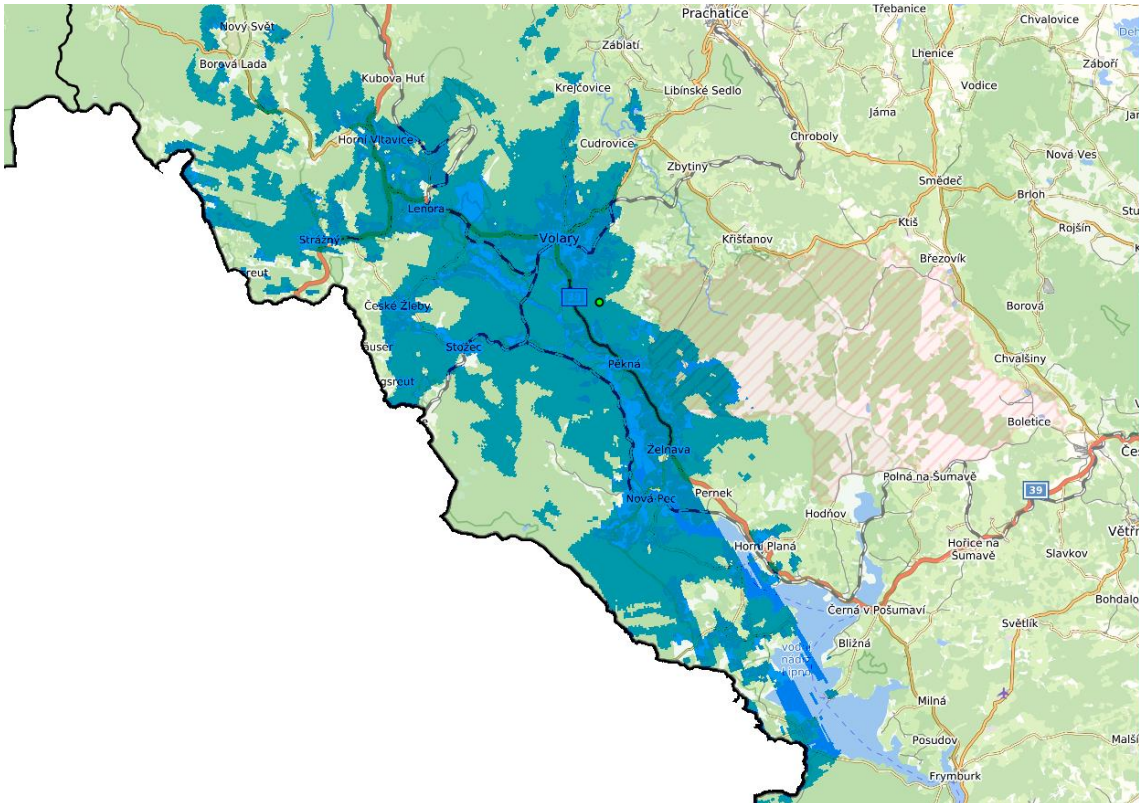 Třebanice
Prachatice
Chvalovice
Nový Svět
Záblatí
Lhenice
Borová Lada
Záboří
Kubova Huť
Krejčovice
Libínské Sedlo
Vodice
Jáma
Horní Vltavice
Chroboly
Cudrovice
Nová Ves
Zbytiny
Smědeč
Brloh
Lenora
Ktiš
Rojšín
Strážný
Volary
Křišťanov
Březovík
České Žleby
Borová
Stožec
Chvalšiny
Pěkná
Boletice
Želnava
Polná na Šumavě
39
Nová Pec
Pernek
Hodňov
Horní Planá
Hořice na
Šumavě
Slavkov
Černá v Pošumaví
Světlík
Bližná
Milná
Posudov
Frymburk